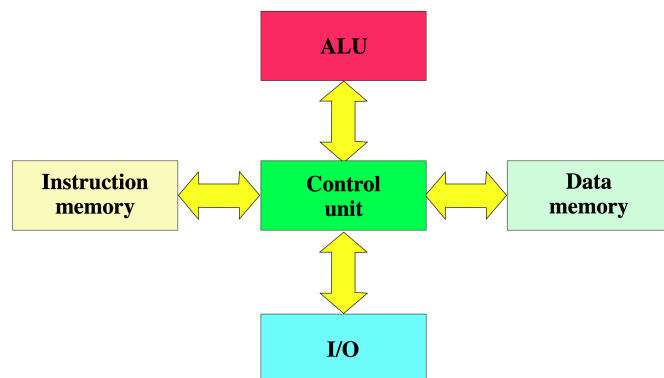 ALU
Instruction
memory
Control
unit
Data
memory
I/O